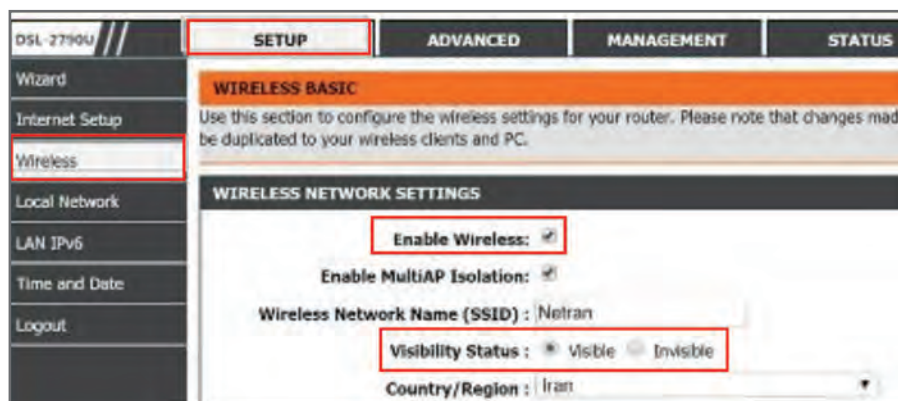 DSL-2790U // SETUP ADVANCED MANAGEMENT STATUS
Wizard
Internet Setup
Wireless
Local Network
LAN IPv6
Time and Date
Logout
WIRELESS BASIC
Use this section to configure the wireless settings for your router. Please note that changes mad
be duplicated to your wireless clients and PC.
WIRELESS NETWORK SETTINGS
Enable Wireless:
Enable MultiAP Isolation:
Wireless Network Name (SSID) : Netran
Visibility Status : Visible Invisible
Country/Region : Iran